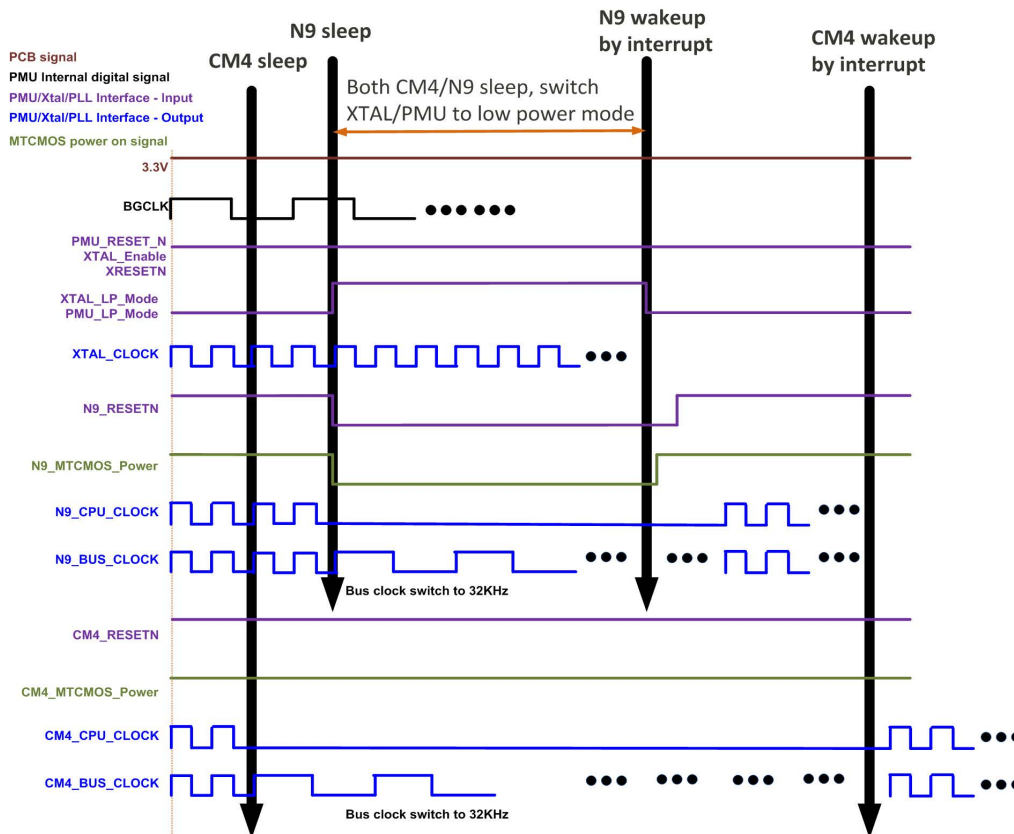 N9 sleep
N9 wakeup
by interrupt
CM4 wakeup
by interrupt
CM4 sleep
PCB signal
PMU Internal digital signal
PMU/Xtal/PLL Interface - Input
PMU/Xtal/PLL Interface - Output
MTCMOS power on signal
Both CM4/N9 sleep, switch
XTAL/PMU to low power mode
3.3V
BGCLK
PMU_RESET_N
XTAL_Enable
XRESETN
XTAL_LP_Mode
PMU_LP_Mode
XTAL_CLOCK
N9_RESETN
N9_MTCMOS_Power
N9_CPU_CLOCK
N9_BUS_CLOCK
Bus clock switch to 32KHz
CM4_RESETN
CM4_MTCMOS_Power
CM4_CPU_CLOCK
CM4_BUS_CLOCK
Bus clock switch to 32KHz